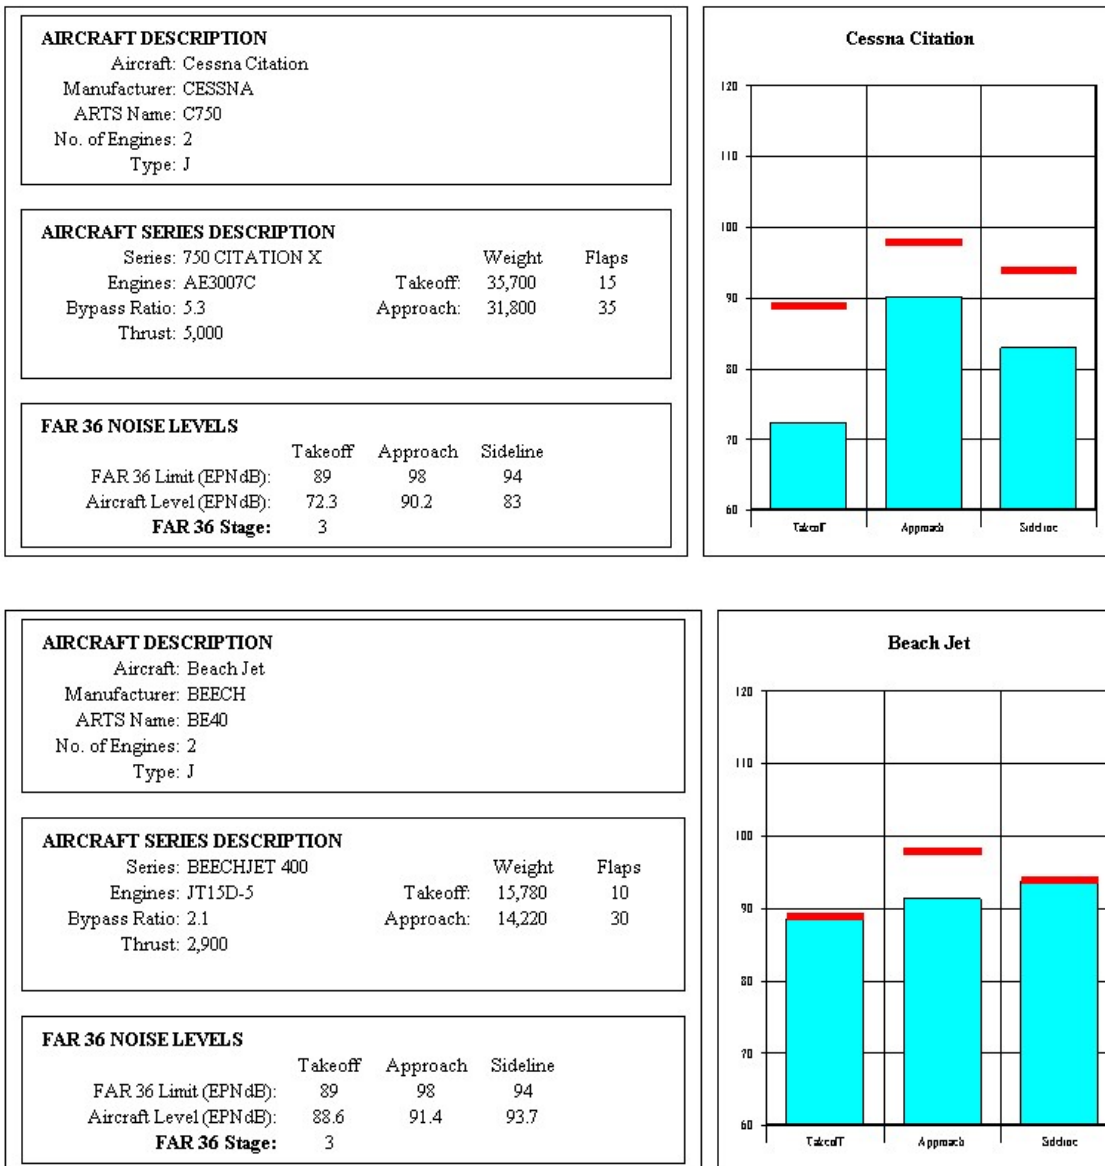 AIRCRAFT DESCRIPTION
Aircraft: Cessna Citation
Manufacturer: CESSNA
ARTS Name: C750
No. of Engines: 2
Type: J
AIRCRAFT SERIES DESCRIPTION
Series: 750 CITATION X Weight Flaps
Engines: AE3007C Takeoff: 35,700 15
Bypass Ratio: 5.3 Approach: 31,800 35
Thrust: 5,000
FAR 36 NOISE LEVELS
Takeoff Approach Sideline
FAR 36 Limit (EPNdB): 89 98 94
Aircraft Level (EPNdB): 72.3 90.2 83
FAR 36 Stage: 3
Cessna Citation
120
110
100
90
80
70
60
Takeoff Approach Sideline
AIRCRAFT DESCRIPTION
Aircraft: Beach Jet
Manufacturer: BEECH
ARTS Name: BE40
No. of Engines: 2
Type: J
AIRCRAFT SERIES DESCRIPTION
Series: BEECHJET 400 Weight Flaps
Engines: JT15D-5 Takeoff: 15,780 10
Bypass Ratio: 2.1 Approach: 14,220 30
Thrust: 2,900
FAR 36 NOISE LEVELS
Takeoff Approach Sideline
FAR 36 Limit (EPNdB): 89 98 94
Aircraft Level (EPNdB): 88.6 91.4 93.7
FAR 36 Stage: 3
Beach Jet
120
110
100
90
80
70
60
Takeoff Approach Sideline